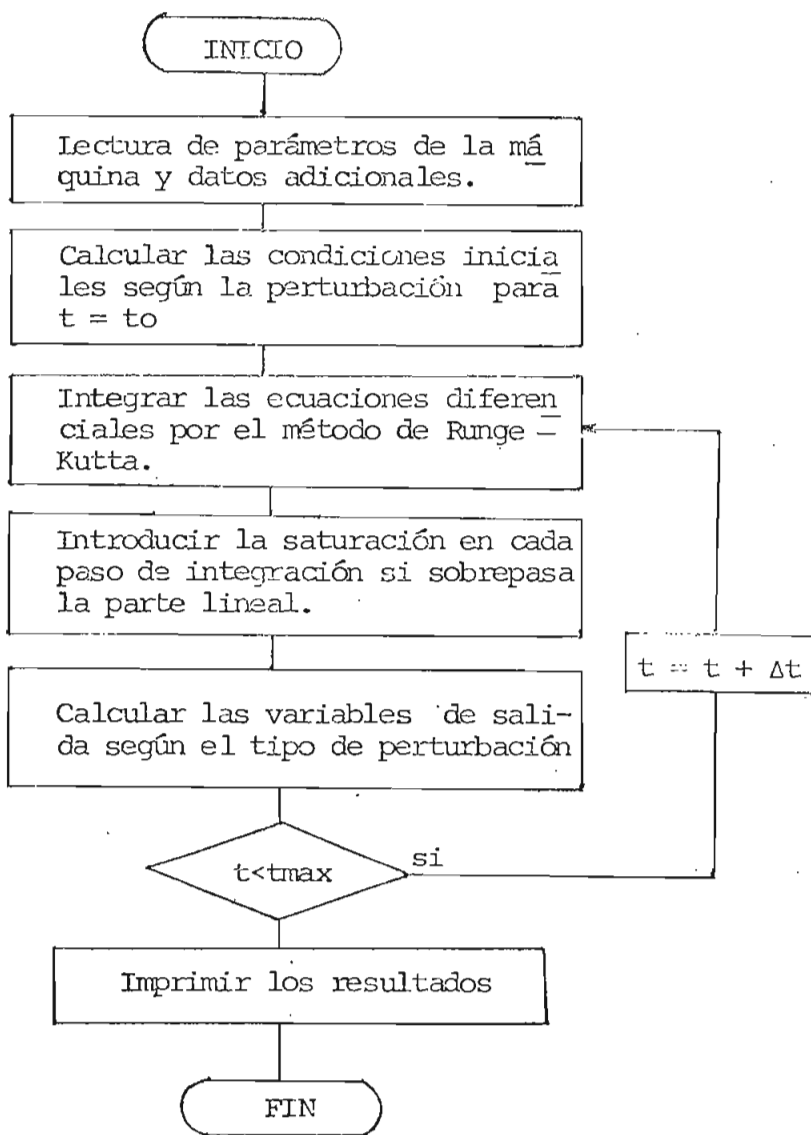 INICIO
Lectura de parámetros de la má
quina y datos adicionales.
Calcular las condiciones inicia
les según la perturbación para
t = to
Integrar las ecuaciones diferen
ciales por el método de Runge -
Kutta.
Introducir la saturación en cada
paso de integración si sobrepasa
la parte lineal.
t = t + Δt
Calcular las variables de sali-
da según el tipo de perturbación
t<tmax
si
Imprimir los resultados
FIN